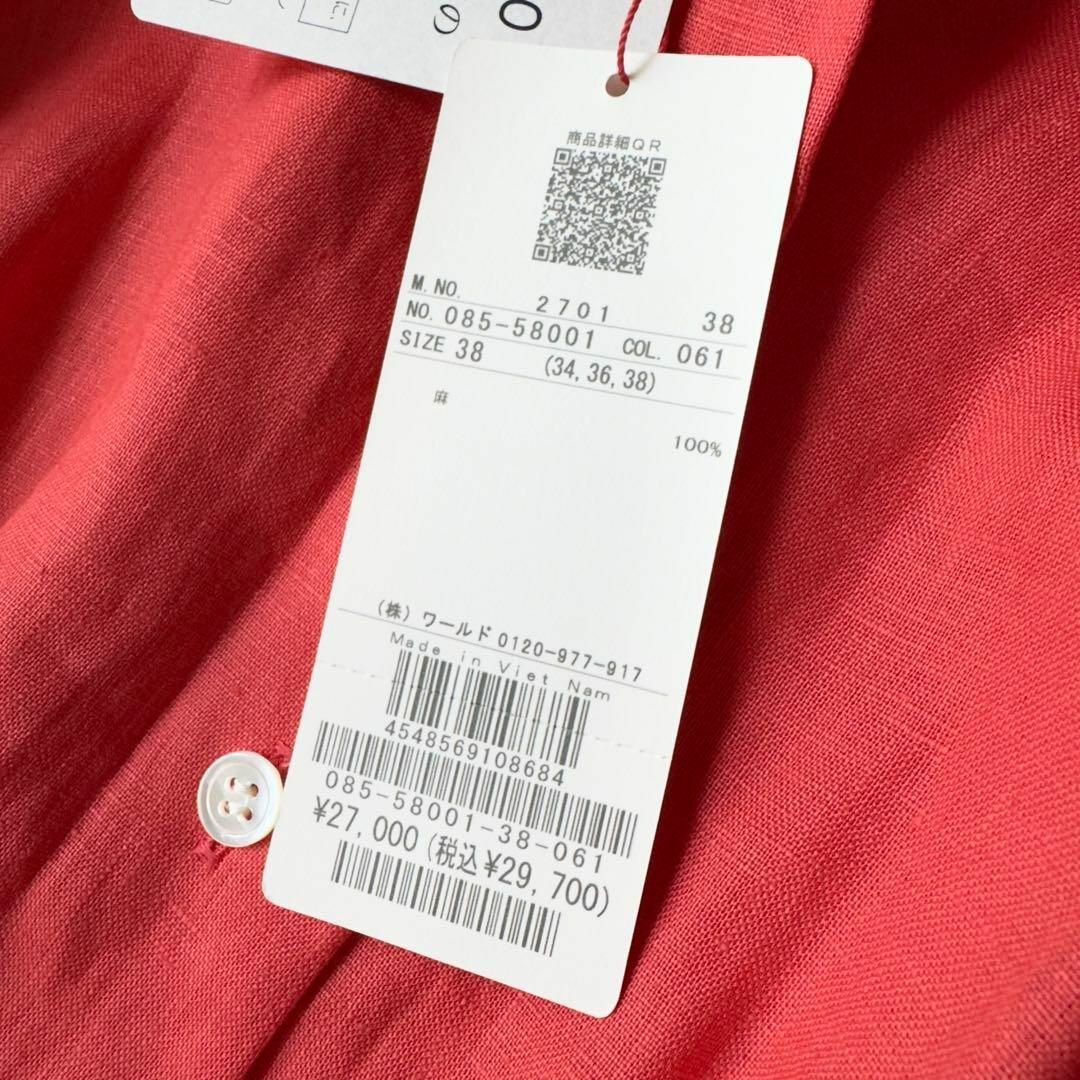 商品詳細QR
M. NO. 2701 38
NO. 085-58001 COL. 061
SIZE 38 (34, 36, 38)
麻
100%
(株) ワールド 0120-977-917
Made in Viet Nam
4548569108684
085-58001-38-061
¥27,000 (税込¥29,700)